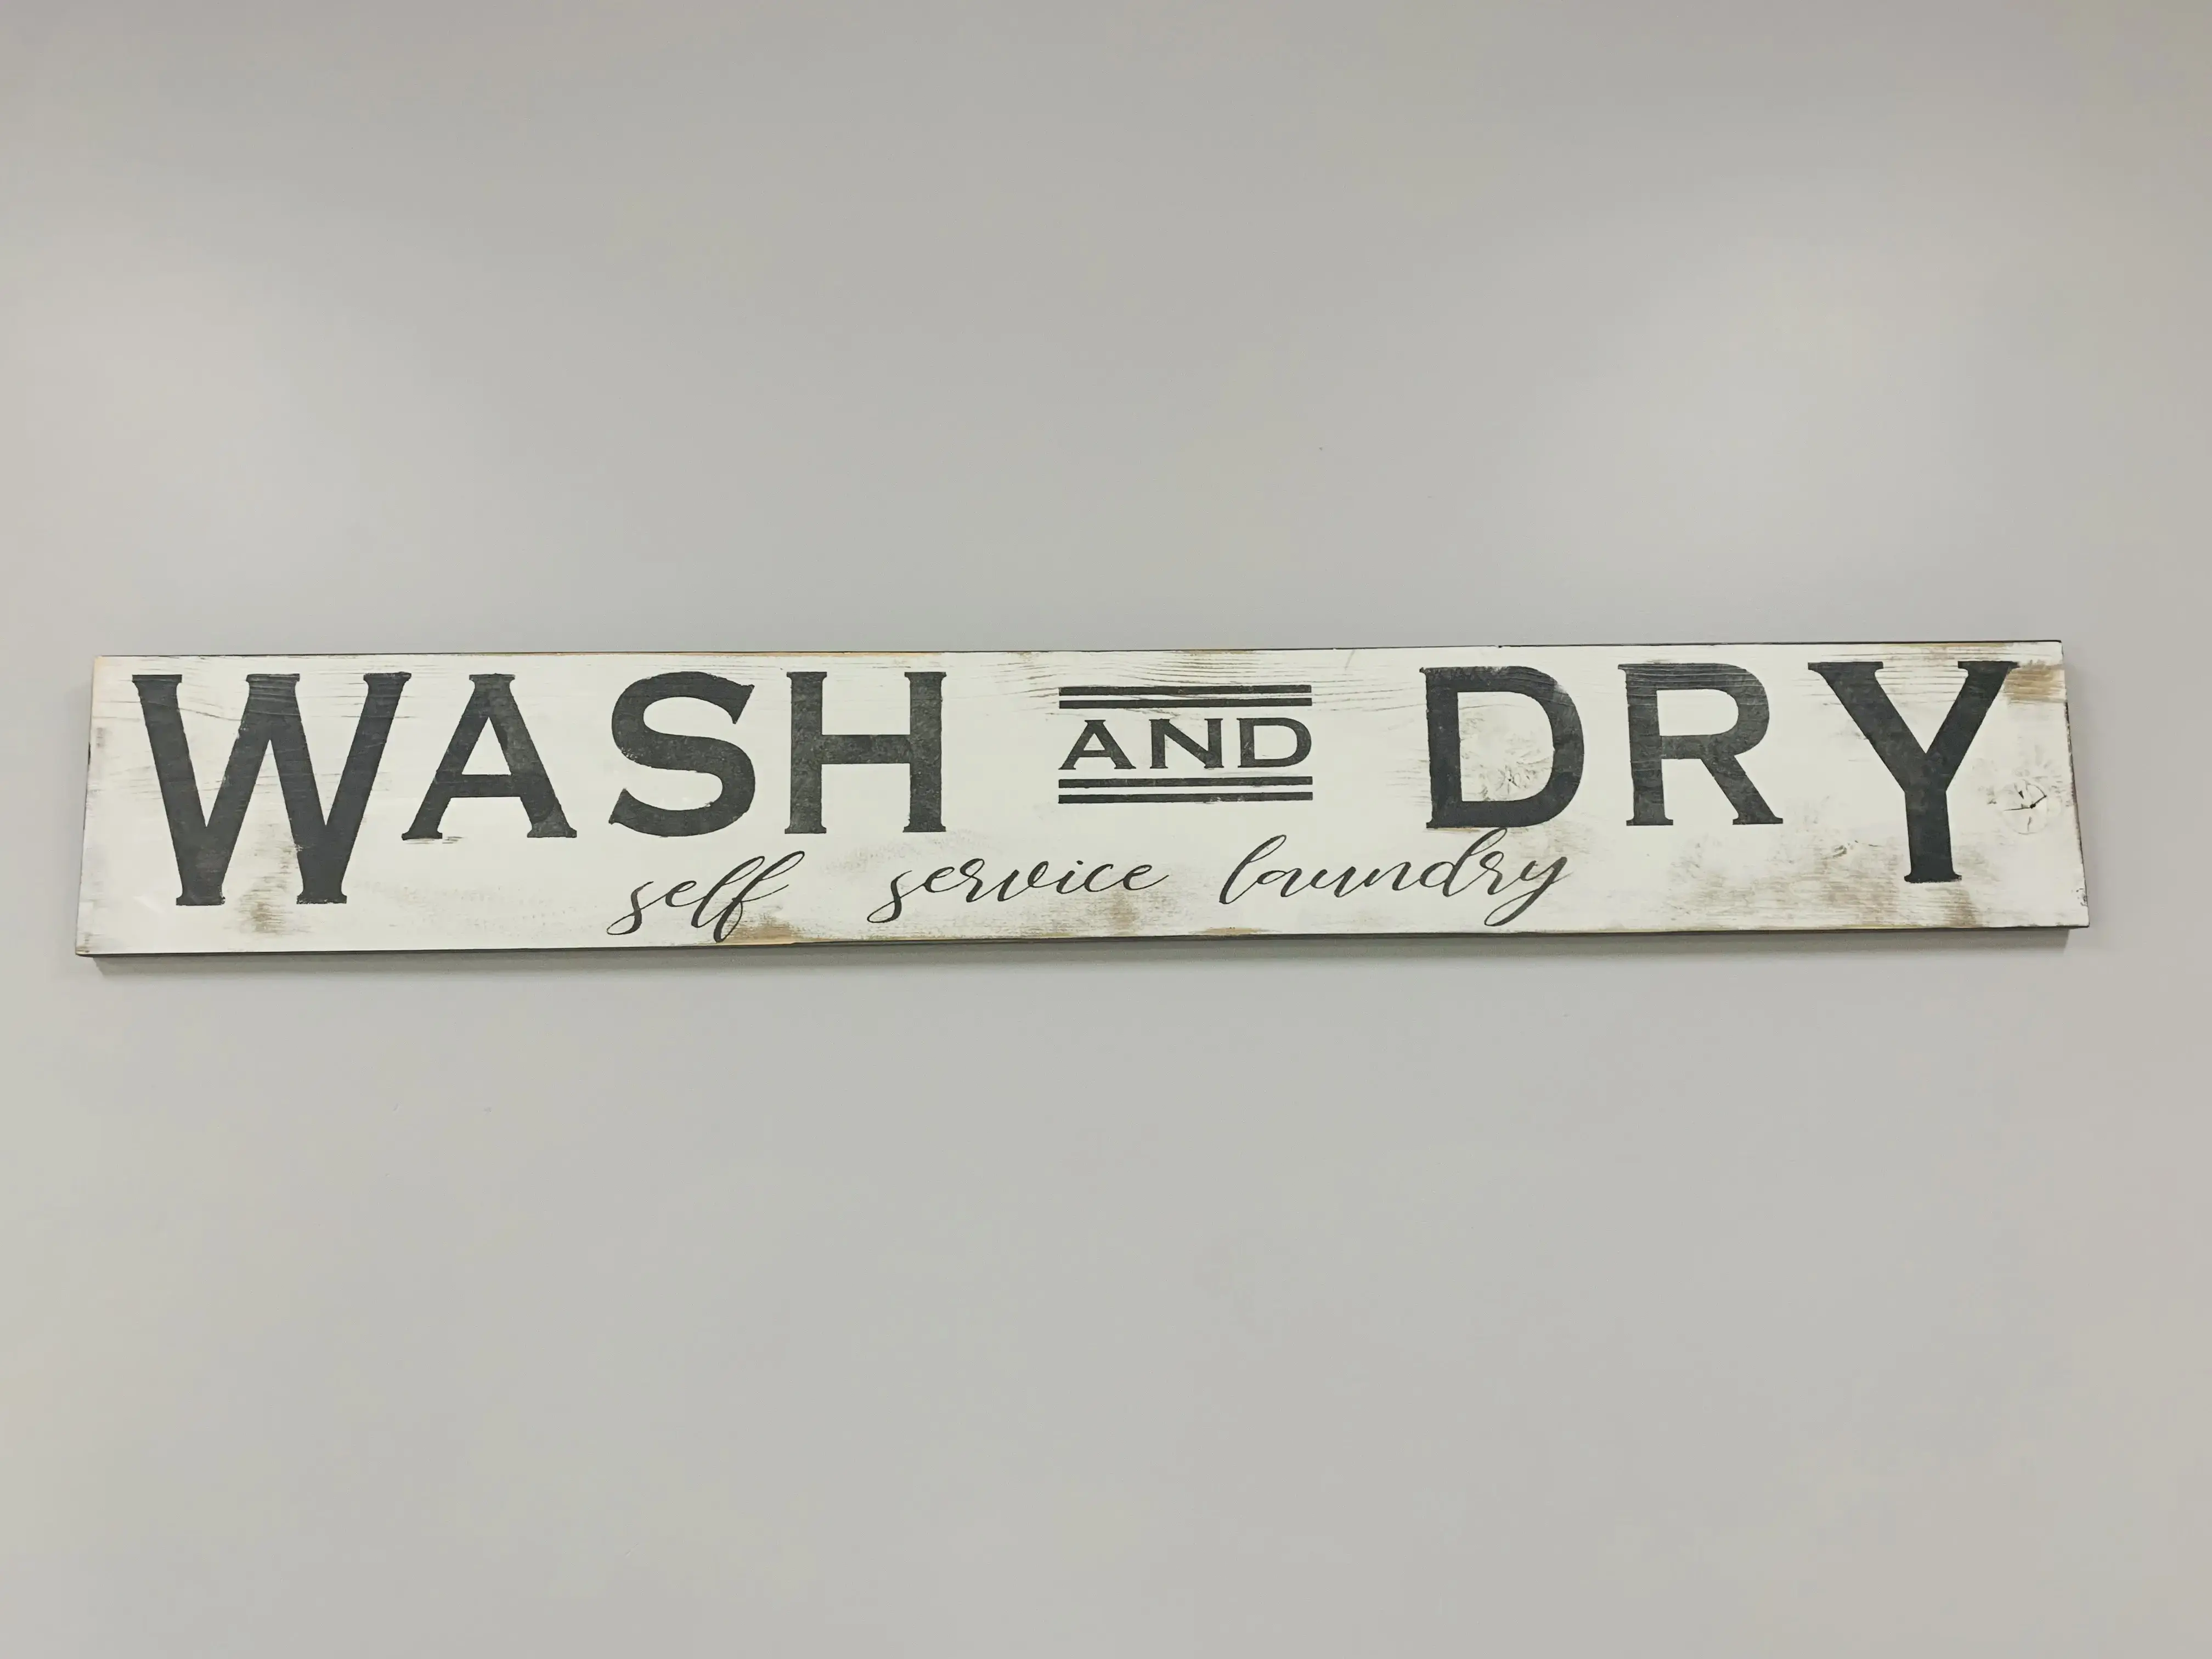 WASH AND DRY
self service laundry